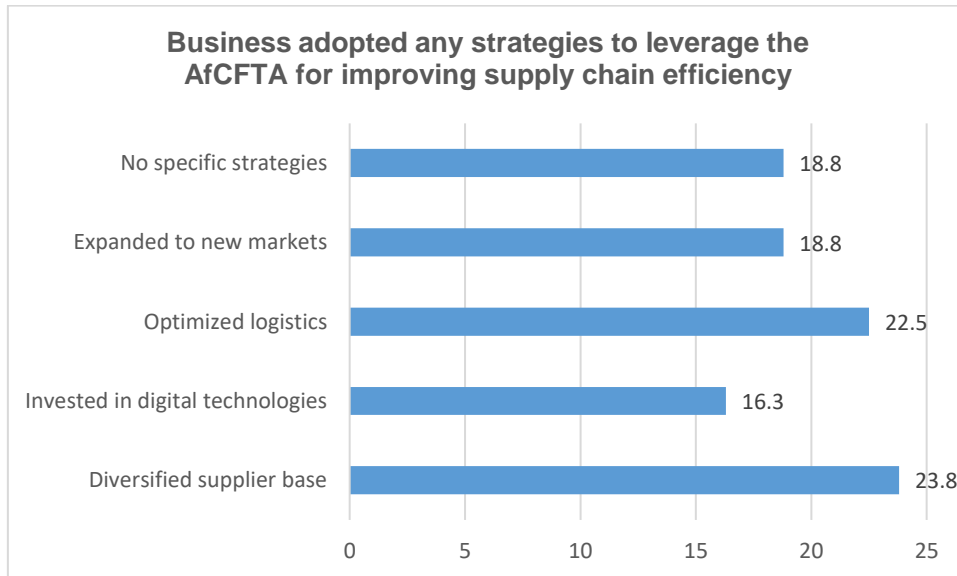 Business adopted any strategies to leverage the
AfCFTA for improving supply chain efficiency
No specific strategies 18.8
Expanded to new markets 18.8
Optimized logistics 22.5
Invested in digital technologies 16.3
Diversified supplier base 23.8
0 5 10 15 20 25